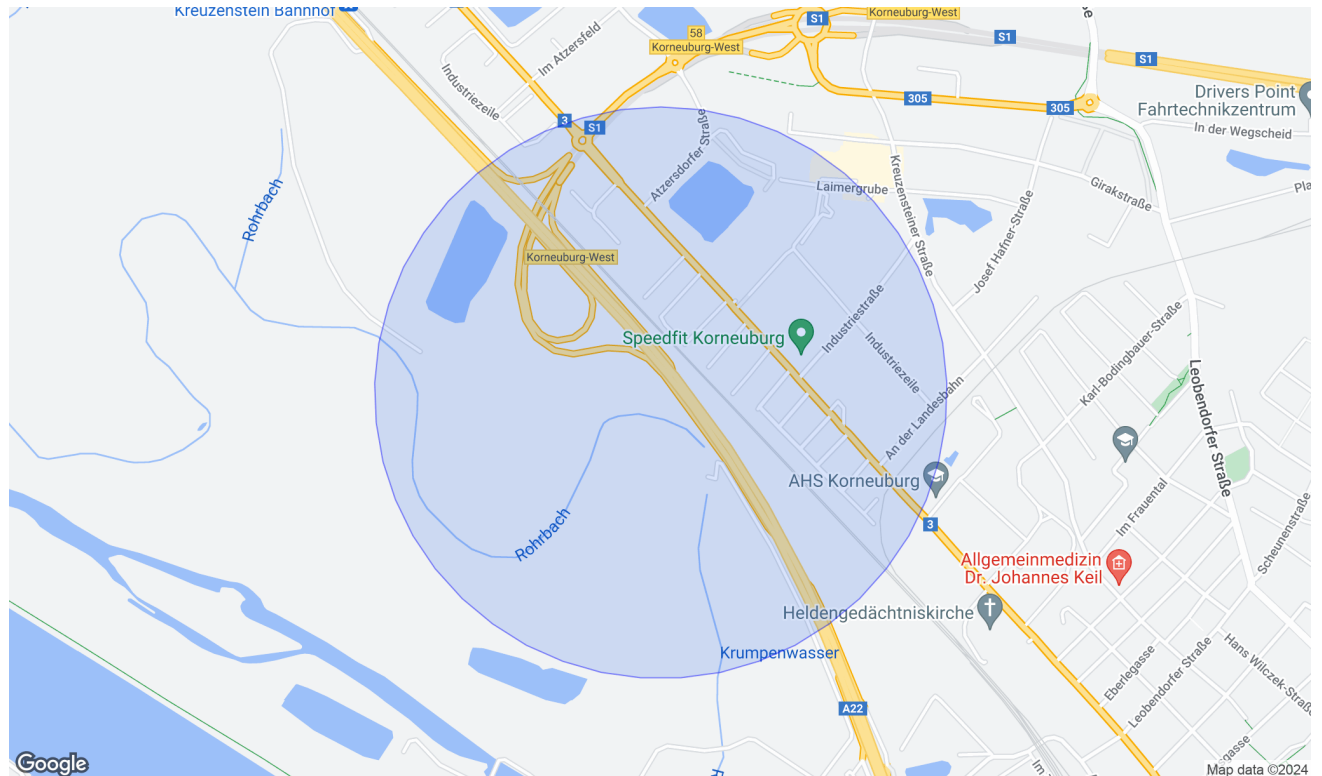 Kreuzenstein Bahnhof
S1
Korneuburg-West
58
Korneuburg-West
S1
S1
Im Atzersfeld
Industriezeile
305
305
Drivers Point
Fahrtechnikzentrum
In der Wegscheid
3
S1
Atzersdorfer Straße
Kreuzensteiner Straße
Laimergrube
Girakstraße
Pla
Rohrbach
Josef Hafner-Straße
Korneuburg-West
Speedfit Korneuburg
Industriestraße
Industriezeile
Karl-Bodingbauer-Straße
Leobendorfer Straße
An der Landesbahn
AHS Korneuburg
Im Frauental
Scheunenstraße
3
Rohrbach
Allgemeinmedizin
Dr. Johannes Keil
Heldengedächtniskirche
Krumpenwasser
Eberlegasse
Leobendorfer Straße
Hans Wilczek-Straße
A22
gasse
Im
Google
Map data ©2024